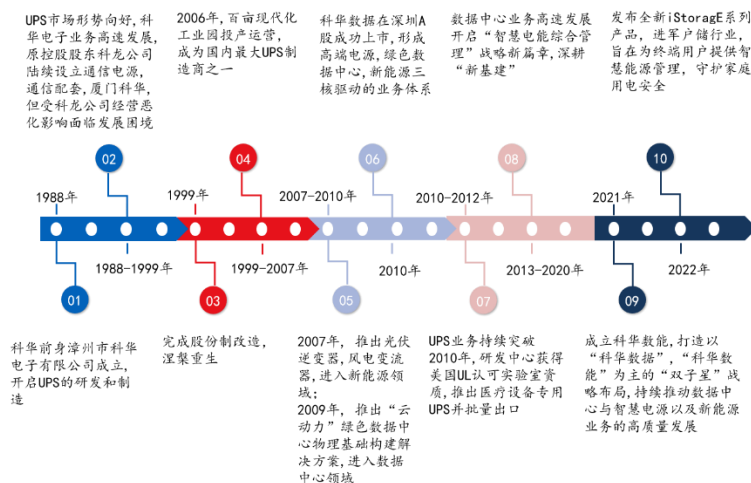 UPS市场形势向好,科
华电子业务高速发展,
原控股股东科龙公司
陆续设立通信电源,
通信配套,厦门科华,
但受科龙公司经营恶
化影响面临发展困境
2006年,百亩现代化
工业园投产运营,
成为国内最大UPS制
造商之一
科华数据在深圳A
股成功上市,形成
高端电源,绿色数
据中心,新能源三
核驱动的业务体系
数据中心业务高速发展
开启“智慧电能综合管
理”战略新篇章,深耕
“新基建”
发布全新iStoragE系列
产品,进军户储行业,
旨在为终端用户提供智
慧能源管理,守护家庭
用电安全
02
04
06
08
10
1988年
1999年
2007-2010年
2010-2012年
2021年
1988-1999年
1999-2007年
2010年
2013-2020年
2022年
01
03
05
07
09
科华前身漳州市科华
电子有限公司成立,
开启UPS的研发和制
造
完成股份制改造,
涅槃重生
2007年,推出光伏
逆变器,风电变流
器,进入新能源领
域;
2009年,推出“云
动力”绿色数据中
心物理基础构建解
决方案,进入数据
中心领域
UPS业务持续突破
2010年,研发中心获得
美国UL认可实验室资
质,推出医疗设备专用
UPS并批量出口
成立科华数能,打造以
“科华数据”,“科华数
能”为主的“双子星”战
略布局,持续推动数据中
心与智慧电源以及新能源
业务的高质量发展